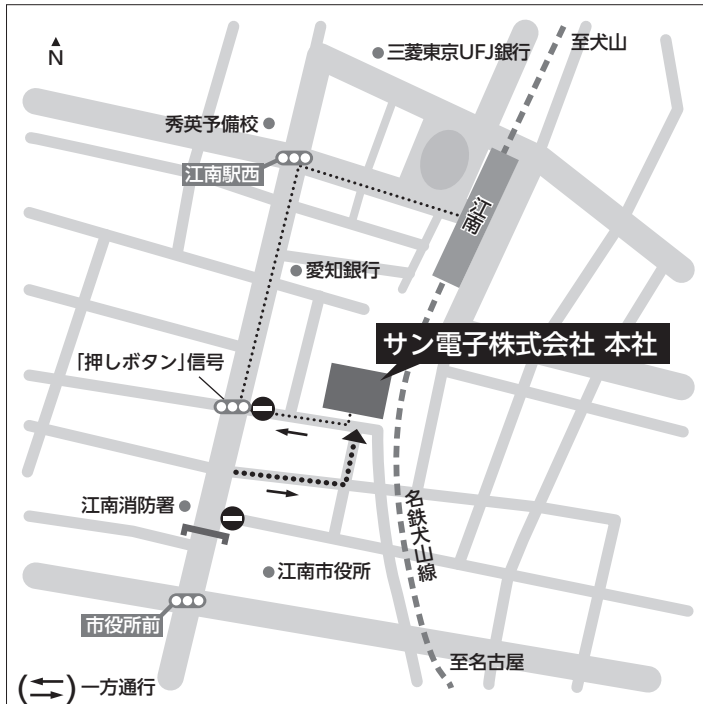 N
三菱東京UFJ銀行
至犬山
秀英予備校
江南駅西
江南
愛知銀行
サン電子株式会社 本社
「押しボタン」信号
江南消防署
名鉄犬山線
江南市役所
市役所前
至名古屋
(⇄)一方通行